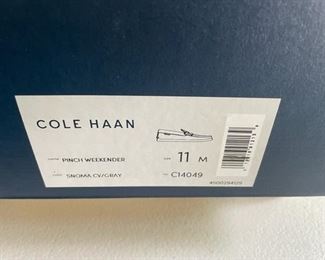 COLE HAAN
PINCH WEEKENDER
11 M
SNOMA CV/GRAY
C14049